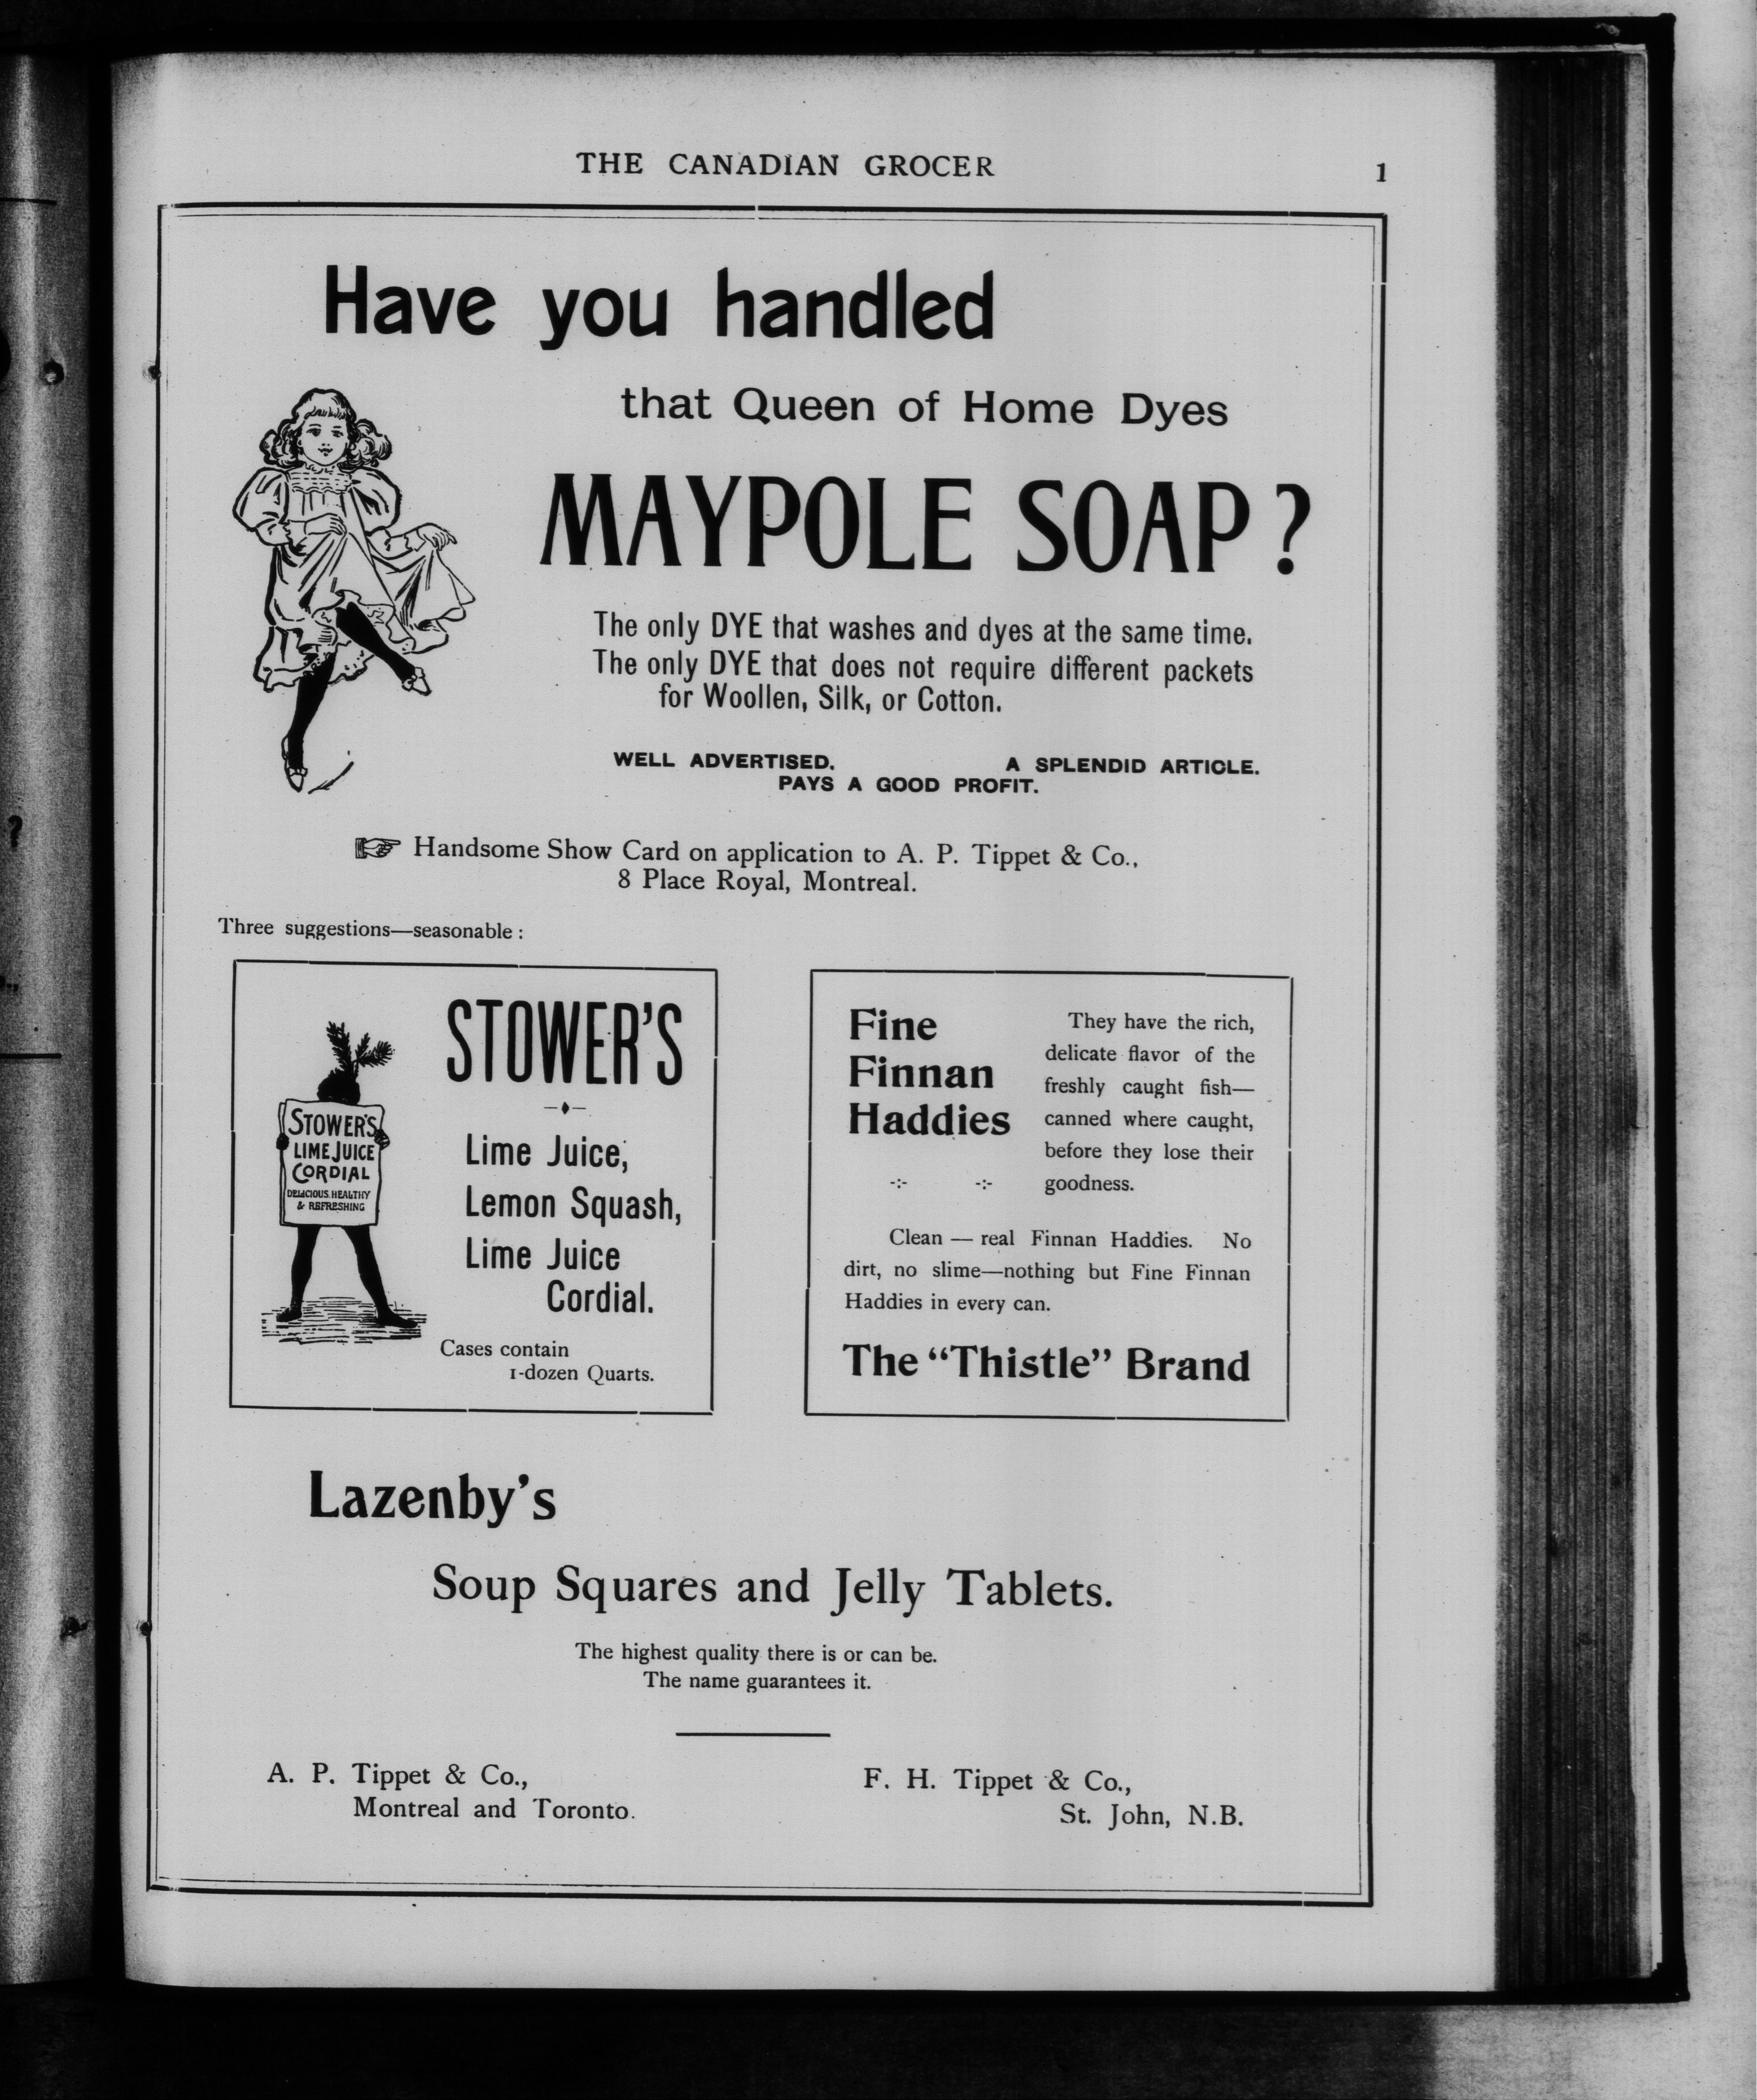 THE CANADIAN GROCER
1
Have you handled
that Queen of Home Dyes
MAYPOLE SOAP?
The only DYE that washes and dyes at the same time.
The only DYE that does not require different packets
for Woollen, Silk, or Cotton.
WELL ADVERTISED. A SPLENDID ARTICLE.
PAYS A GOOD PROFIT.
☞ Handsome Show Card on application to A. P. Tippet & Co.,
8 Place Royal, Montreal.
Three suggestions—seasonable:
STOWER'S
STOWER'S
LIME JUICE
CORDIAL
DELICIOUS. HEALTHY
& REFRESHING
Lime Juice,
Lemon Squash,
Lime Juice
Cordial.
Cases contain
1-dozen Quarts.
Fine
Finnan
Haddies
They have the rich,
delicate flavor of the
freshly caught fish—
canned where caught,
before they lose their
goodness.
-:- -:-
Clean — real Finnan Haddies. No
dirt, no slime—nothing but Fine Finnan
Haddies in every can.
The "Thistle" Brand
Lazenby's
Soup Squares and Jelly Tablets.
The highest quality there is or can be.
The name guarantees it.
A. P. Tippet & Co.,
Montreal and Toronto.
F. H. Tippet & Co.,
St. John, N.B.
?